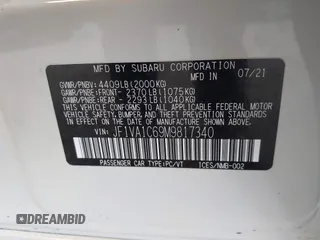 MFD BY SUBARU CORPORATION 07/21
GVWR/PNBV: 4409LB(2000KG)
GAWR/PNBE:FRONT- 2370LB(1075KG)
GAWR/PNBE:REAR - 2293LB(1040KG)
THIS VEHICLE CONFORMS TO ALL APPLICABLE
FEDERAL MOTOR VEHICLE SAFETY, BUMPER,
AND THEFT PREVENTION STANDARDS IN EFFECT
ON THE DATE OF MANUFACTURE SHOWN ABOVE.
VIN: JF1VA1C69M9817340
PASSENGER CAR TYPE:PC/VT ICES/NMB-002
© DREAMBID
DREAMBID.COM